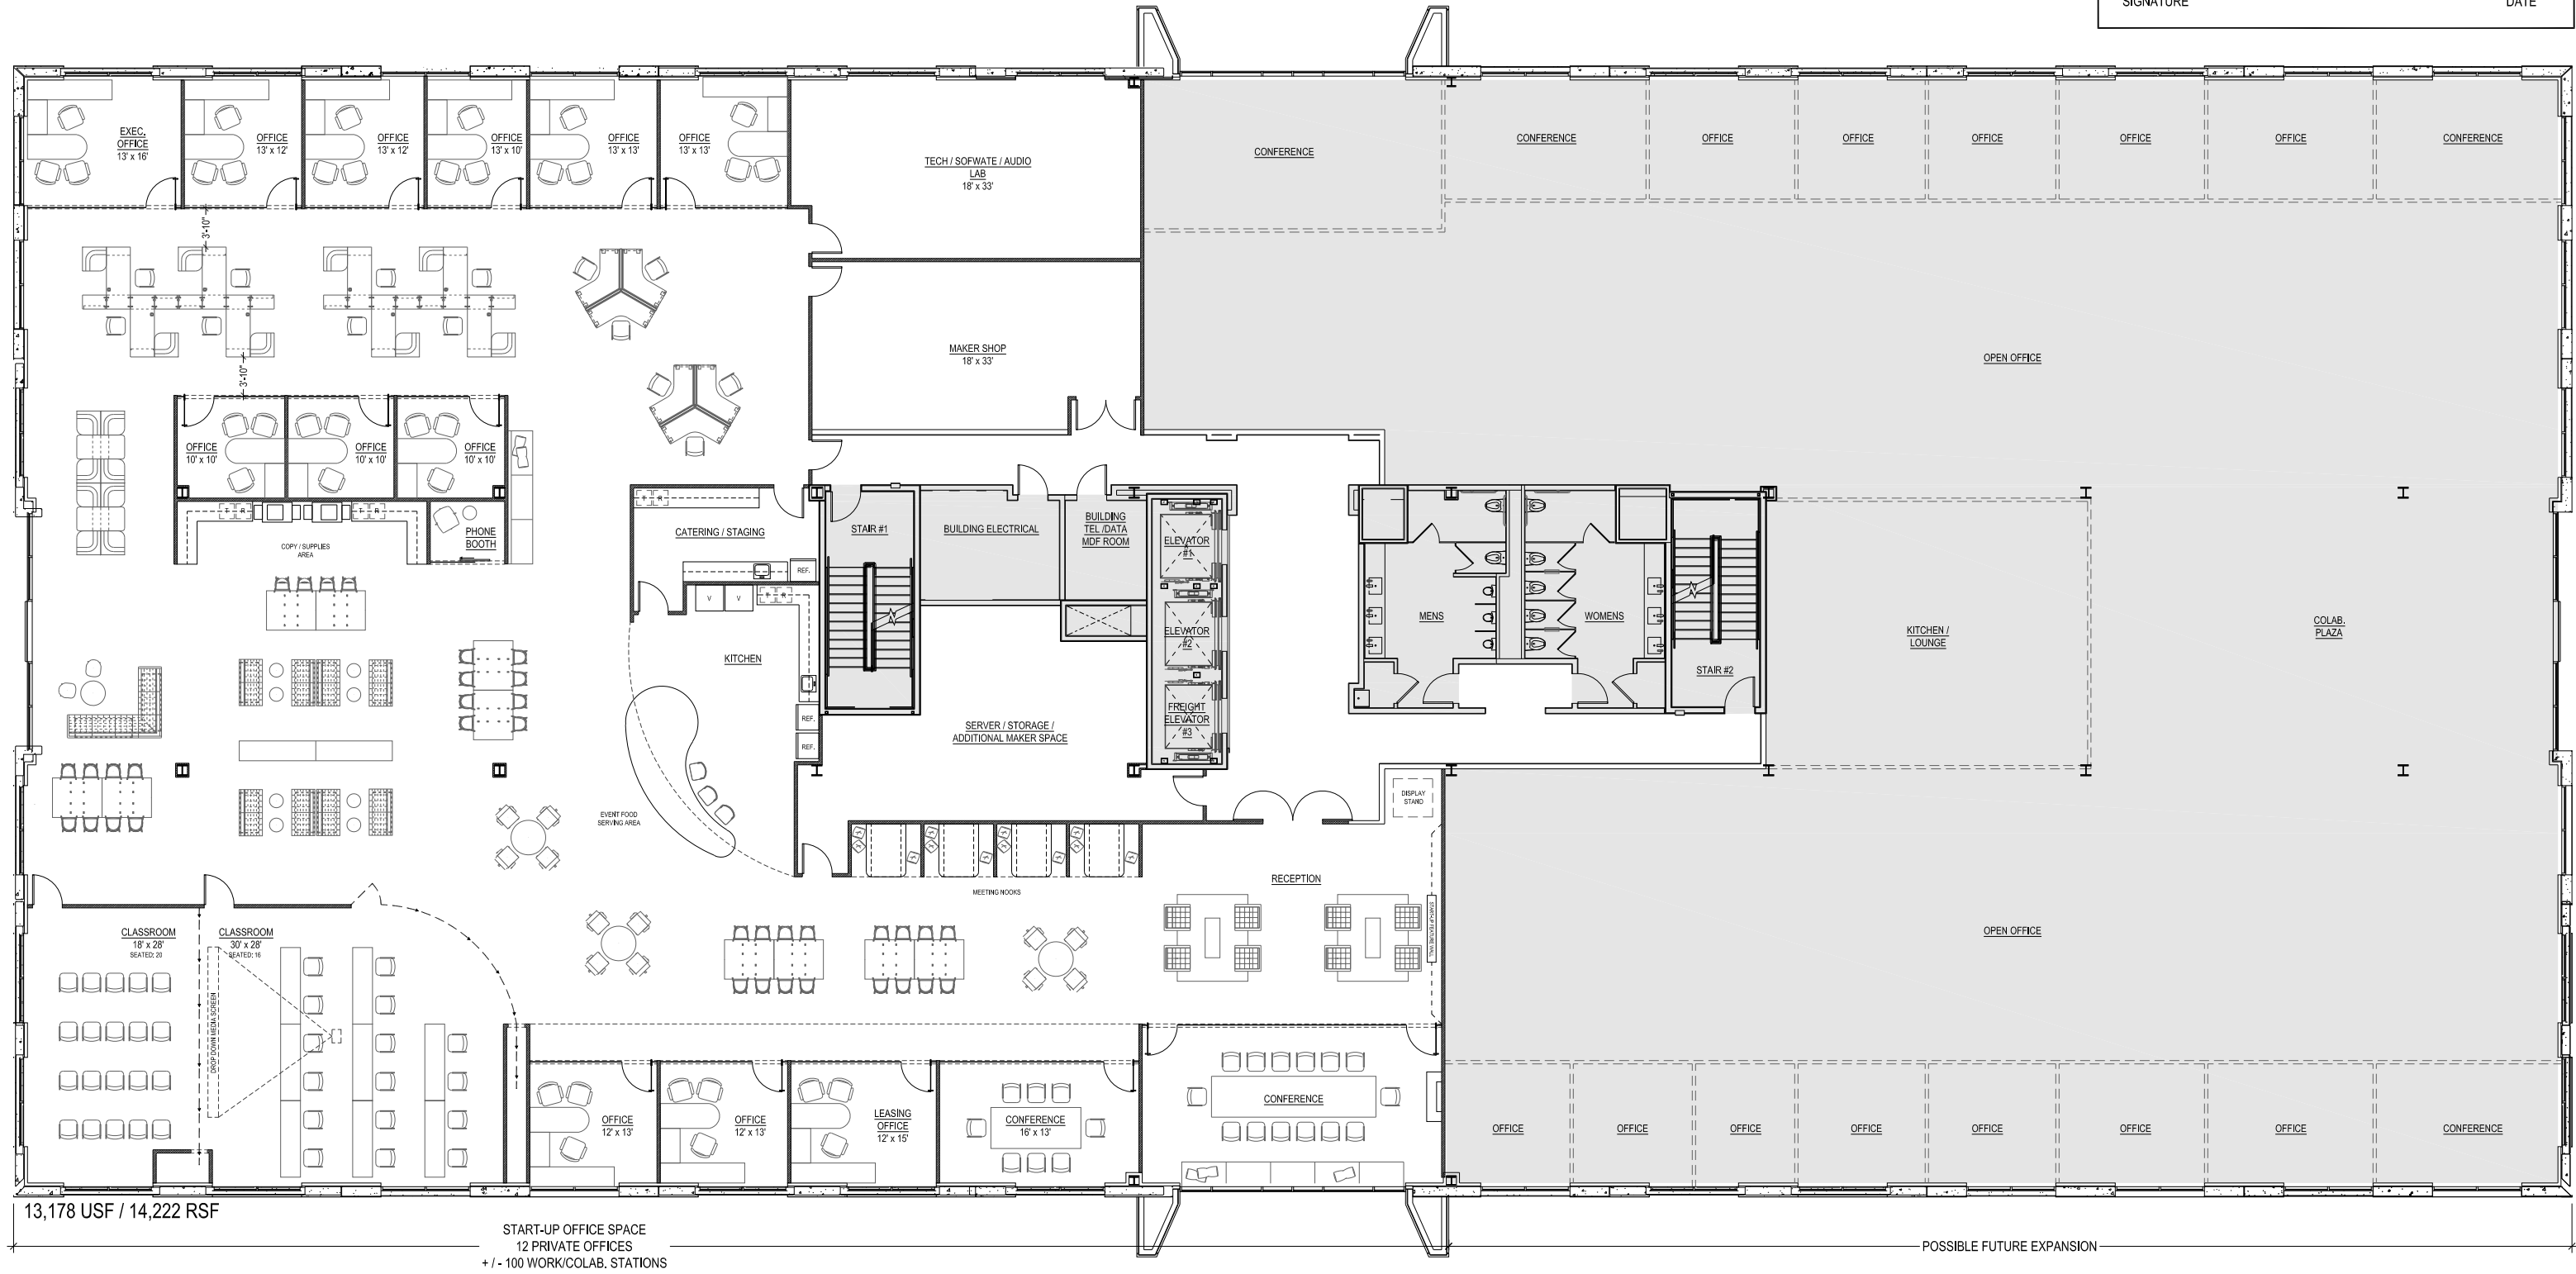 SIGNATURE DATE
EXEC.
OFFICE
13' x 16'
OFFICE
13' x 12'
OFFICE
13' x 12'
OFFICE
13' x 10'
OFFICE
13' x 13'
OFFICE
13' x 13'
TECH / SOFWATE / AUDIO
LAB
18' x 33'
CONFERENCE
CONFERENCE
OFFICE
OFFICE
OFFICE
OFFICE
OFFICE
CONFERENCE
3'-10"
3'-10"
MAKER SHOP
18' x 33'
OPEN OFFICE
OFFICE
10' x 10'
OFFICE
10' x 10'
OFFICE
10' x 10'
T R
T R
COPY / SUPPLIES
AREA
PHONE
BOOTH
T R
CATERING / STAGING
REF.
STAIR #1
BUILDING ELECTRICAL
BUILDING
TEL /DATA
MDF ROOM
ELEVATOR
#1
ELEVATOR
#2
FREIGHT
ELEVATOR
#3
V V
T R
KITCHEN
REF.
REF.
MENS
WOMENS
STAIR #2
KITCHEN /
LOUNGE
COLAB.
PLAZA
SERVER / STORAGE /
ADDITIONAL MAKER SPACE
EVENT FOOD
SERVING AREA
DISPLAY
STAND
MEETING NOOKS
RECEPTION
START-UP FEATURE WALL
OPEN OFFICE
CLASSROOM
18' x 28'
SEATED: 20
CLASSROOM
30' x 28'
SEATED: 16
DROP DOWN MEDIA SCREEN
OFFICE
12' x 13'
OFFICE
12' x 13'
LEASING
OFFICE
12' x 15'
CONFERENCE
16' x 13'
CONFERENCE
OFFICE
OFFICE
OFFICE
OFFICE
OFFICE
OFFICE
OFFICE
CONFERENCE
13,178 USF / 14,222 RSF
START-UP OFFICE SPACE
12 PRIVATE OFFICES
+ / - 100 WORK/COLAB. STATIONS
POSSIBLE FUTURE EXPANSION